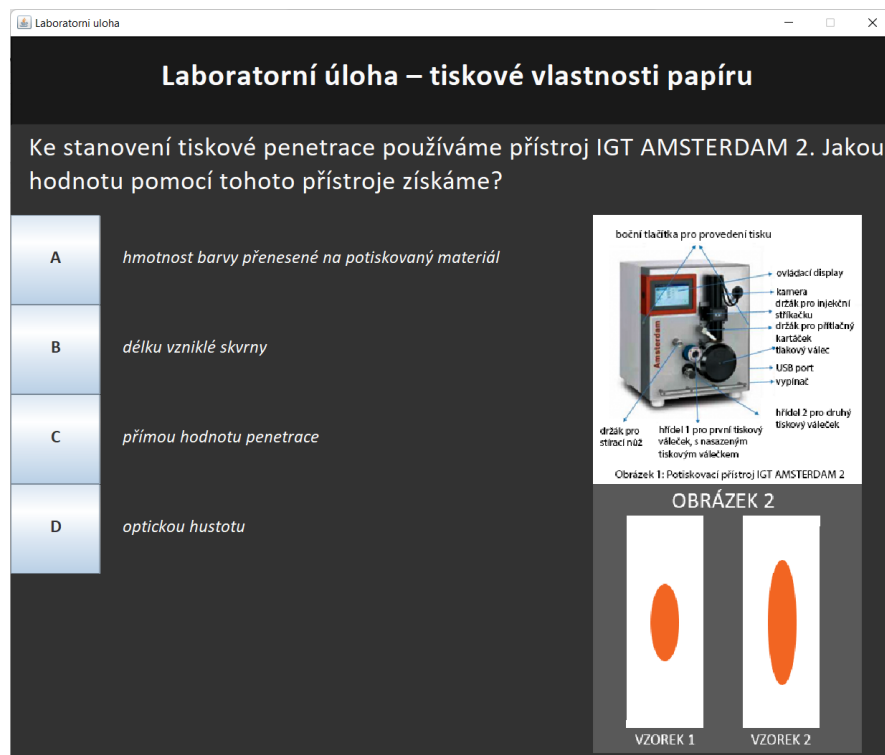 Laboratorni uloha
Laboratorní úloha – tiskové vlastnosti papíru
Ke stanovení tiskové penetrace používáme přístroj IGT AMSTERDAM 2. Jakou
hodnotu pomocí tohoto přístroje získáme?
A
hmotnost barvy přenesené na potiskovaný materiál
B
délku vzniklé skvrny
C
přímou hodnotu penetrace
D
optickou hustotu
boční tlačítka pro provedení tisku
ovládací display
kamera
držák pro injekční
stříkačku
držák pro přítlačný
kartáček
tlakový válec
USB port
vypínač
hřídel 2 pro druhý
tiskový váleček
držák pro
stírací nůž
hřídel 1 pro první tiskový
váleček, s nasazeným
tiskovým válečkem
Amsterdam
Obrázek 1: Potiskovací přístroj IGT AMSTERDAM 2
OBRÁZEK 2
VZOREK 1
VZOREK 2